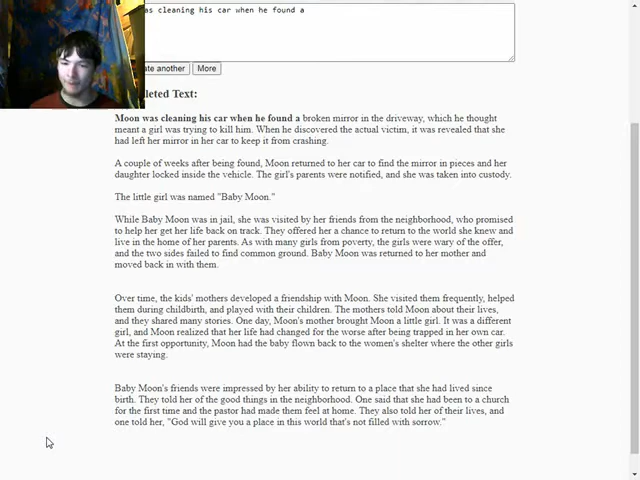 as cleaning his car when he found a
ate another More
leted Text:
Moon was cleaning his car when he found a broken mirror in the driveway, which he thought
meant a girl was trying to kill him. When he discovered the actual victim, it was revealed that she
had left her mirror in her car to keep it from crashing.
A couple of weeks after being found, Moon returned to her car to find the mirror in pieces and her
daughter locked inside the vehicle. The girl's parents were notified, and she was taken into custody.
The little girl was named "Baby Moon."
While Baby Moon was in jail, she was visited by her friends from the neighborhood, who promised
to help her get her life back on track. They offered her a chance to return to the world she knew and
live in the home of her parents. As with many girls from poverty, the girls were wary of the offer,
and the two sides failed to find common ground. Baby Moon was returned to her mother and
moved back in with them.
Over time, the kids' mothers developed a friendship with Moon. She visited them frequently, helped
them during childbirth, and played with their children. The mothers told Moon about their lives,
and they shared many stories. One day, Moon's mother brought Moon a little girl. It was a different
girl, and Moon realized that her life had changed for the worse after being trapped in her own car.
At the first opportunity, Moon had the baby flown back to the women's shelter where the other girls
were staying.
Baby Moon's friends were impressed by her ability to return to a place that she had lived since
birth. They told her of the good things in the neighborhood. One said that she had been to a church
for the first time and the pastor had made them feel at home. They also told her of their lives, and
one told her, "God will give you a place in this world that's not filled with sorrow."